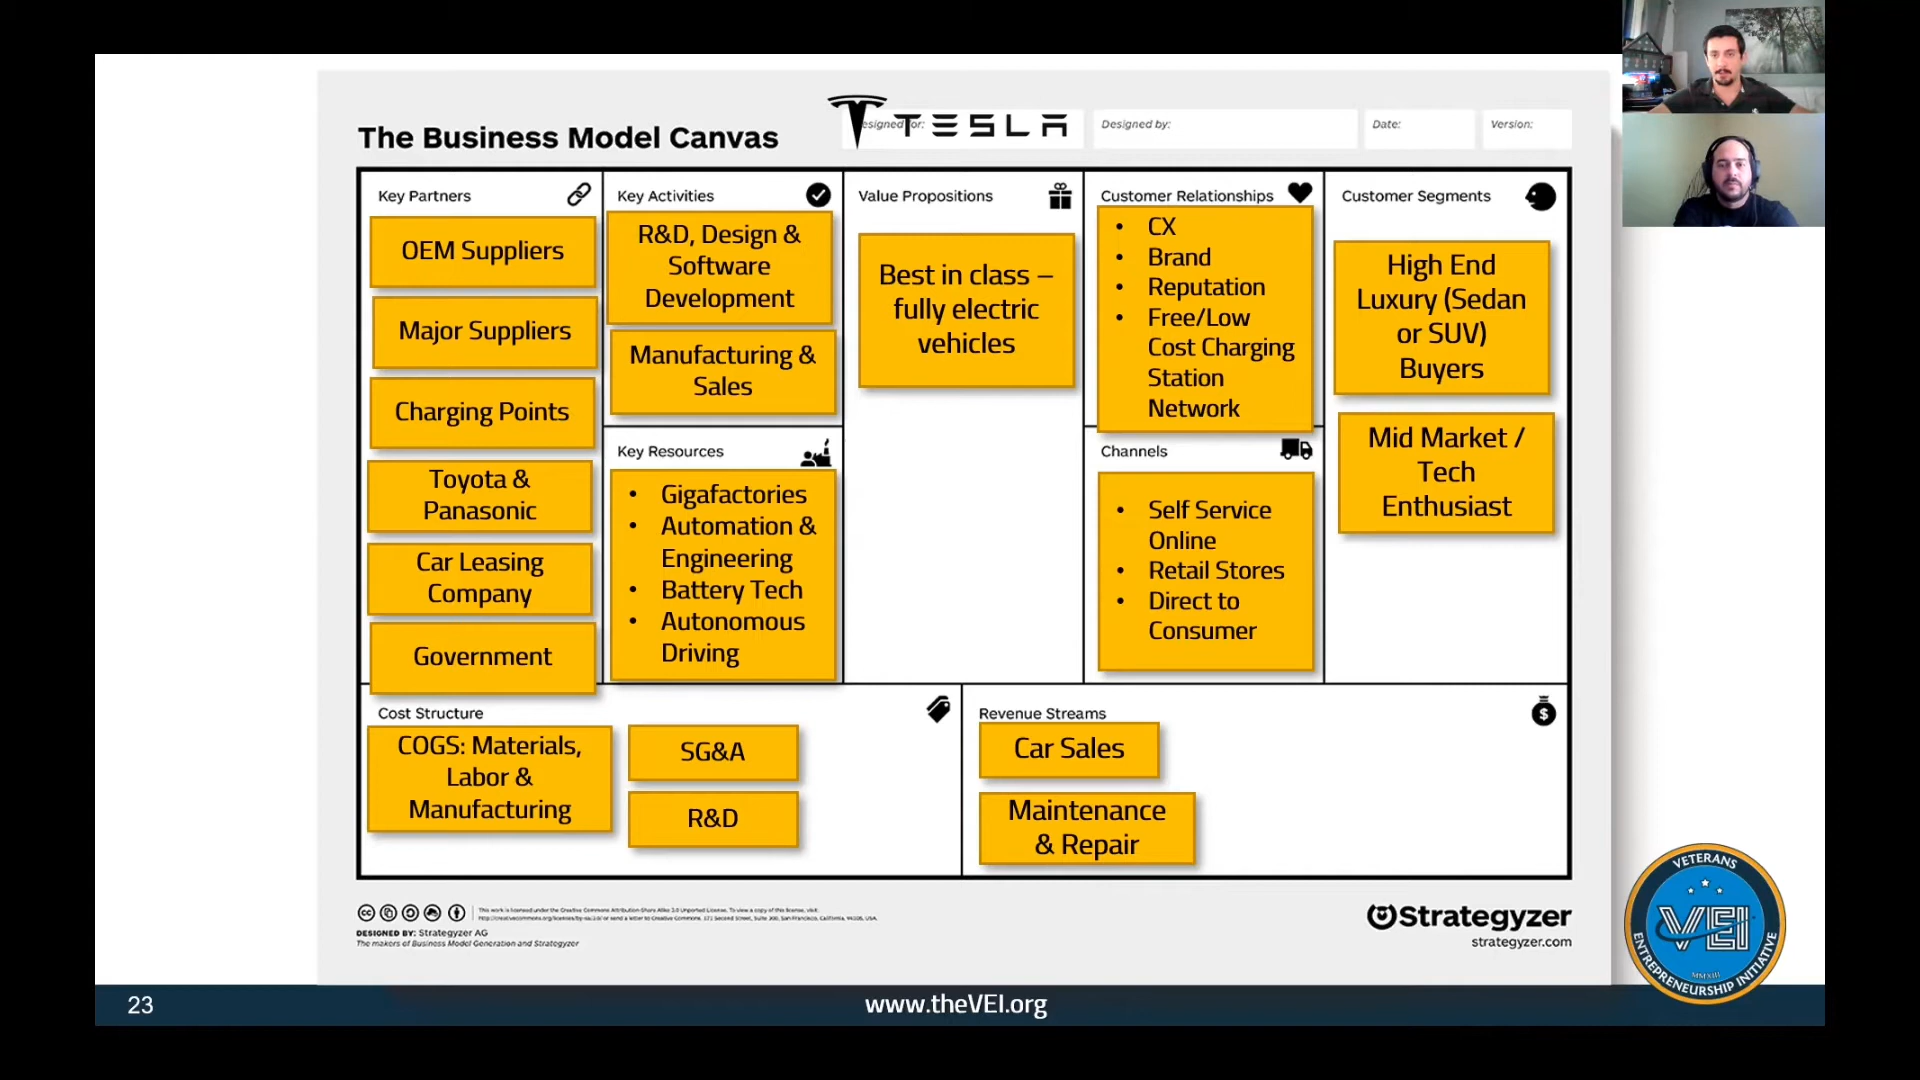 The Business Model Canvas
TESLA
Designed by:
Date:
Version:
Key Partners
OEM Suppliers
Major Suppliers
Charging Points
Toyota &
Panasonic
Car Leasing
Company
Government
Key Activities
R&D, Design &
Software
Development
Manufacturing &
Sales
Key Resources
• Gigafactories
• Automation &
Engineering
• Battery Tech
• Autonomous
Driving
Value Propositions
Best in class –
fully electric
vehicles
Customer Relationships
• CX
• Brand
• Reputation
• Free/Low
Cost Charging
Station
Network
Channels
• Self Service
Online
• Retail Stores
• Direct to
Consumer
Customer Segments
High End
Luxury (Sedan
or SUV)
Buyers
Mid Market /
Tech
Enthusiast
Cost Structure
COGS: Materials,
Labor &
Manufacturing
SG&A
R&D
Revenue Streams
Car Sales
Maintenance
& Repair
DESIGNED BY: Strategyzer AG
The makers of Business Model Generation and Strategyzer
Strategyzer
strategyzer.com
VETERANS
VEI
MMXIII
ENTREPRENEURSHIP INITIATIVE
23
www.theVEI.org